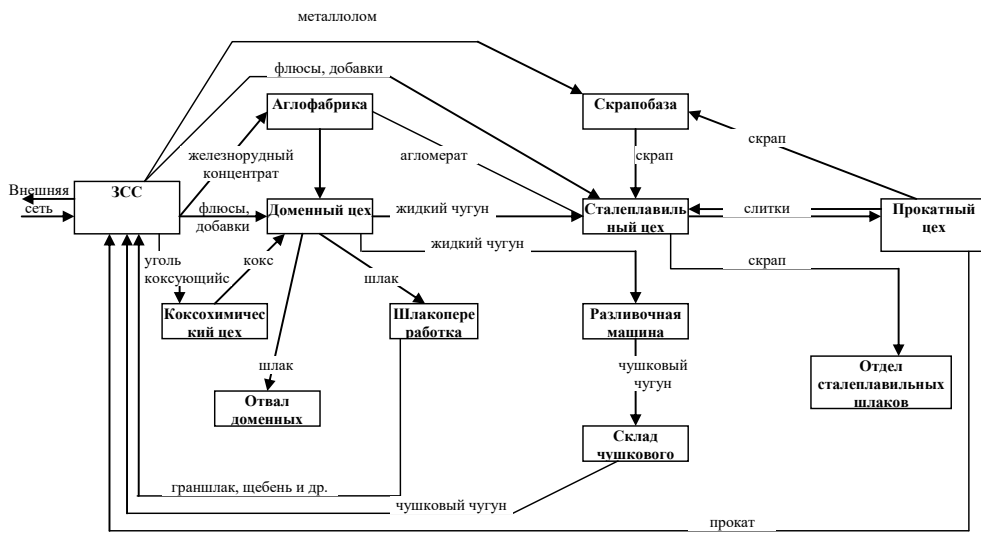 металлолом
флюсы, добавки
Аглофабрика
Скрапобаза
железнорудный
концентрат
агломерат
скрап
скрап
Внешняя
сеть
ЗСС
флюсы,
добавки
Доменный цех
жидкий чугун
Сталеплавиль
ный цех
слитки
Прокатный
цех
жидкий чугун
уголь
коксующийс
кокс
шлак
скрап
Коксохимичес
кий цех
Шлакопере
работка
Разливочная
машина
шлак
чушковый
чугун
Отвал
доменных
Отдел
сталеплавильных
шлаков
Склад
чушкового
граншлак, щебень и др.
чушковый чугун
прокат